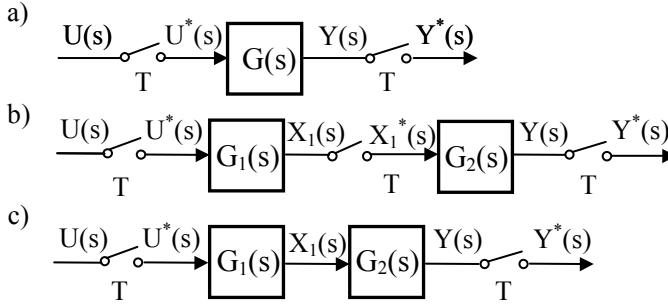 a)
U(s) U*(s) G(s) Y(s) Y*(s)
T T
b)
U(s) U*(s) G₁(s) X₁(s) X₁*(s) G₂(s) Y(s) Y*(s)
T T T
c)
U(s) U*(s) G₁(s) X₁(s) G₂(s) Y(s) Y*(s)
T T